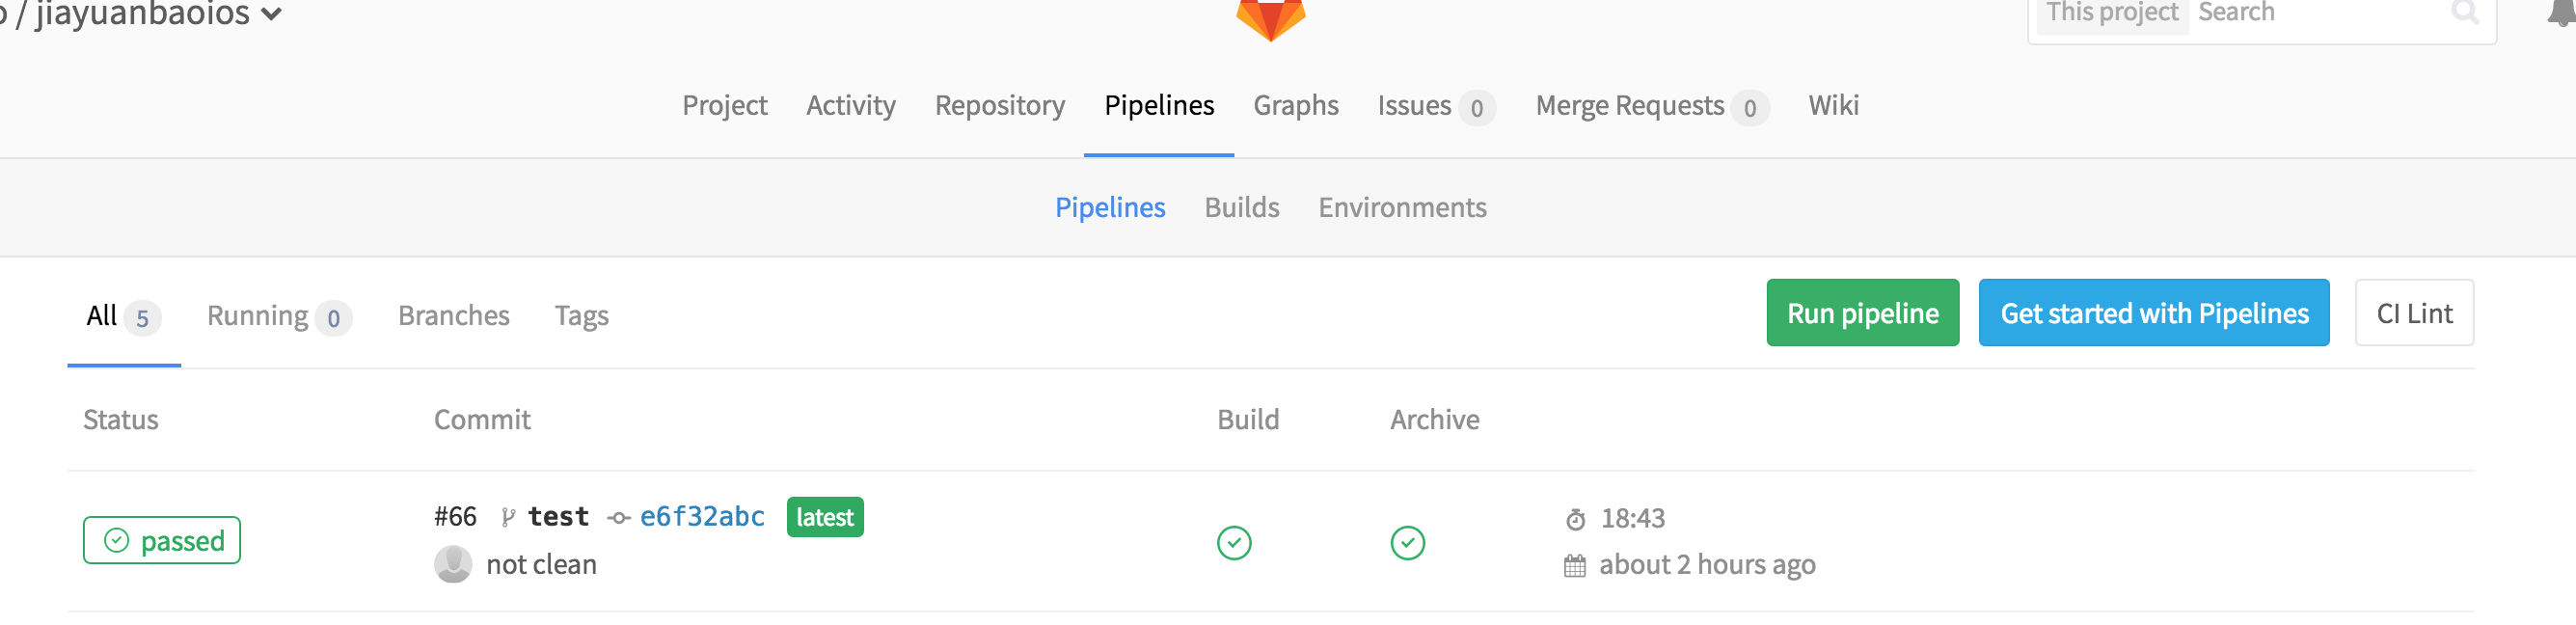 / jiayuanbaoios
This project Search
Project Activity Repository Pipelines Graphs Issues 0 Merge Requests 0 Wiki
Pipelines Builds Environments
All 5 Running 0 Branches Tags Run pipeline Get started with Pipelines CI Lint
Status Commit Build Archive
passed
#66 test e6f32abc latest
not clean
18:43
about 2 hours ago